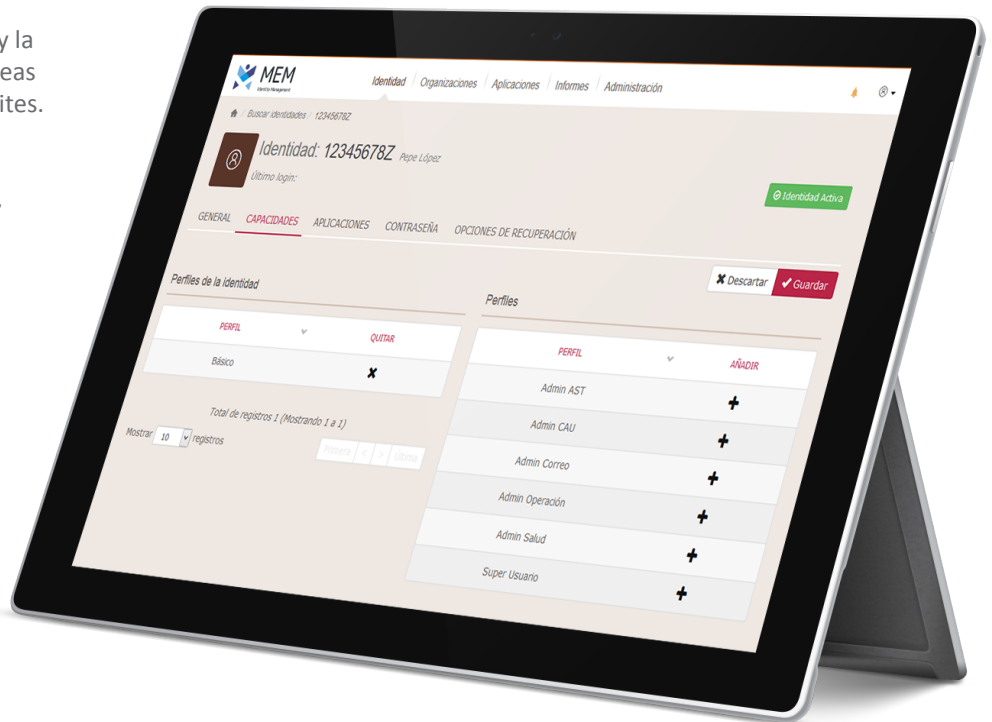 y la
eas
ites.
MEM
Identity Management
Identidad Organizaciones Aplicaciones Informes Administración
/ Buscar identidades / 12345678Z
Identidad: 12345678Z Pepe López
Último login:
Identidad Activa
GENERAL CAPACIDADES APLICACIONES CONTRASEÑA OPCIONES DE RECUPERACIÓN
Descartar Guardar
Perfiles de la Identidad
PERFIL QUITAR
Básico
Total de registros 1 (Mostrando 1 a 1)
Mostrar 10 registros
Primera < > Última
Perfiles
PERFIL AÑADIR
Admin AST
Admin CAU
Admin Correo
Admin Operación
Admin Salud
Super Usuario